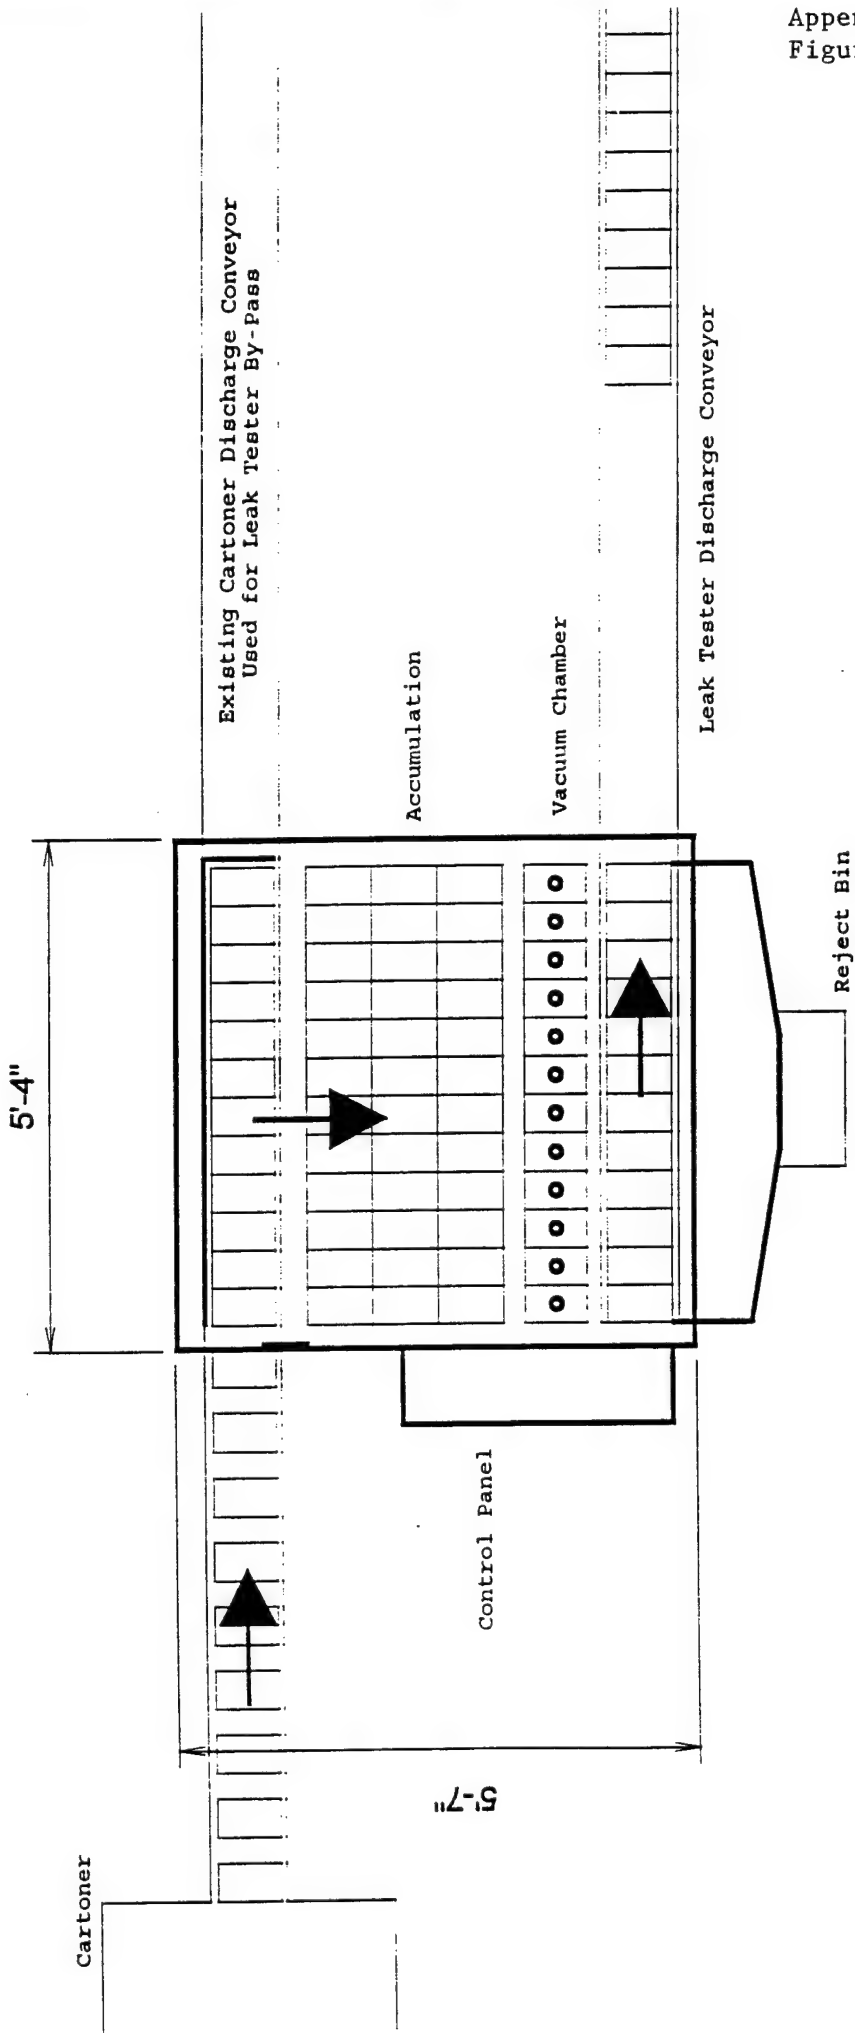 Appen
Figur
Existing Cartoner Discharge Conveyor
Used for Leak Tester By-Pass
Leak Tester Discharge Conveyor
Accumulation
Vacuum Chamber
5'-4"
Reject Bin
Control Panel
5'-7"
Cartoner